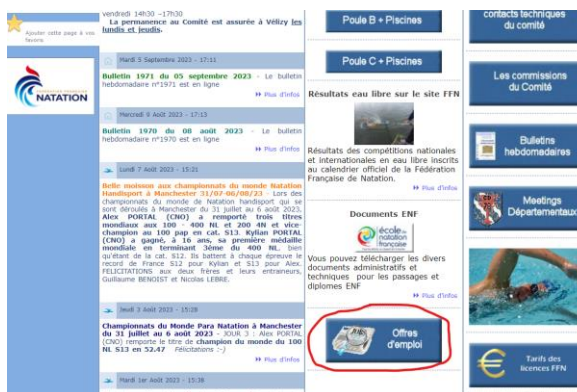 vendredi 14h30 –17h30
La permanence au Comité est assurée à Vélizy les
lundis et jeudis.
Ajouter cette page à vos
favoris
NATATION
Mardi 5 Septembre 2023 - 17:11
Bulletin 1971 du 05 septembre 2023 - Le bulletin
hebdomadaire n°1971 est en ligne
Plus d'infos
Mercredi 9 Août 2023 - 17:13
Bulletin 1970 du 08 août 2023 - Le bulletin
hebdomadaire n°1970 est en ligne
Plus d'infos
Lundi 7 Août 2023 - 15:21
Belle moisson aux championnats du monde Natation
Handisport à Manchester 31/07-06/08/23 - Lors des
championnats du monde de Natation handisport qui se
sont déroulés à Manchester du 31 juillet au 6 août 2023,
Alex PORTAL (CNO) a remporté trois titres
mondiaux aux 100 - 400 NL et 200 4N et vice-
champion au 100 pap en cat. S13. Kylian PORTAL
(CNO) a gagné, à 16 ans, sa première médaille
mondiale en terminant 3ème du 400 NL, bien
qu'étant de la cat. S12. Ils battent à chaque épreuve le
record de France S12 pour Kylian et S13 pour Alex.
FELICITATIONS aux deux frères et leurs entraineurs,
Guillaume BENOIST et Nicolas LEBRE.
Jeudi 3 Août 2023 - 15:28
Championnats du Monde Para Natation à Manchester
du 31 juillet au 6 août 2023 - JOUR 3 : Alex PORTAL
(CNO) remporte le titre de champion du monde du 100
NL S13 en 52.47 Félicitations :-)
Plus d'infos
Mardi 1er Août 2023 - 15:38
Poule B + Piscines
Poule C + Piscines
Résultats eau libre sur le site FFN
Résultats des compétitions nationales
et internationales en eau libre inscrits
au calendrier officiel de la Fédération
Française de Natation.
Plus d'infos
Documents ENF
école de
natation
française
Vous pouvez télécharger les divers
documents administratifs et
techniques pour les passages et
diplomes ENF
Plus d'infos
Offres
d'emploi
contacts techniques
du comité
Les commissions
du Comité
Bulletins
hebdomadaires
Meetings
Départementaux
Tarifs des
licences FFN